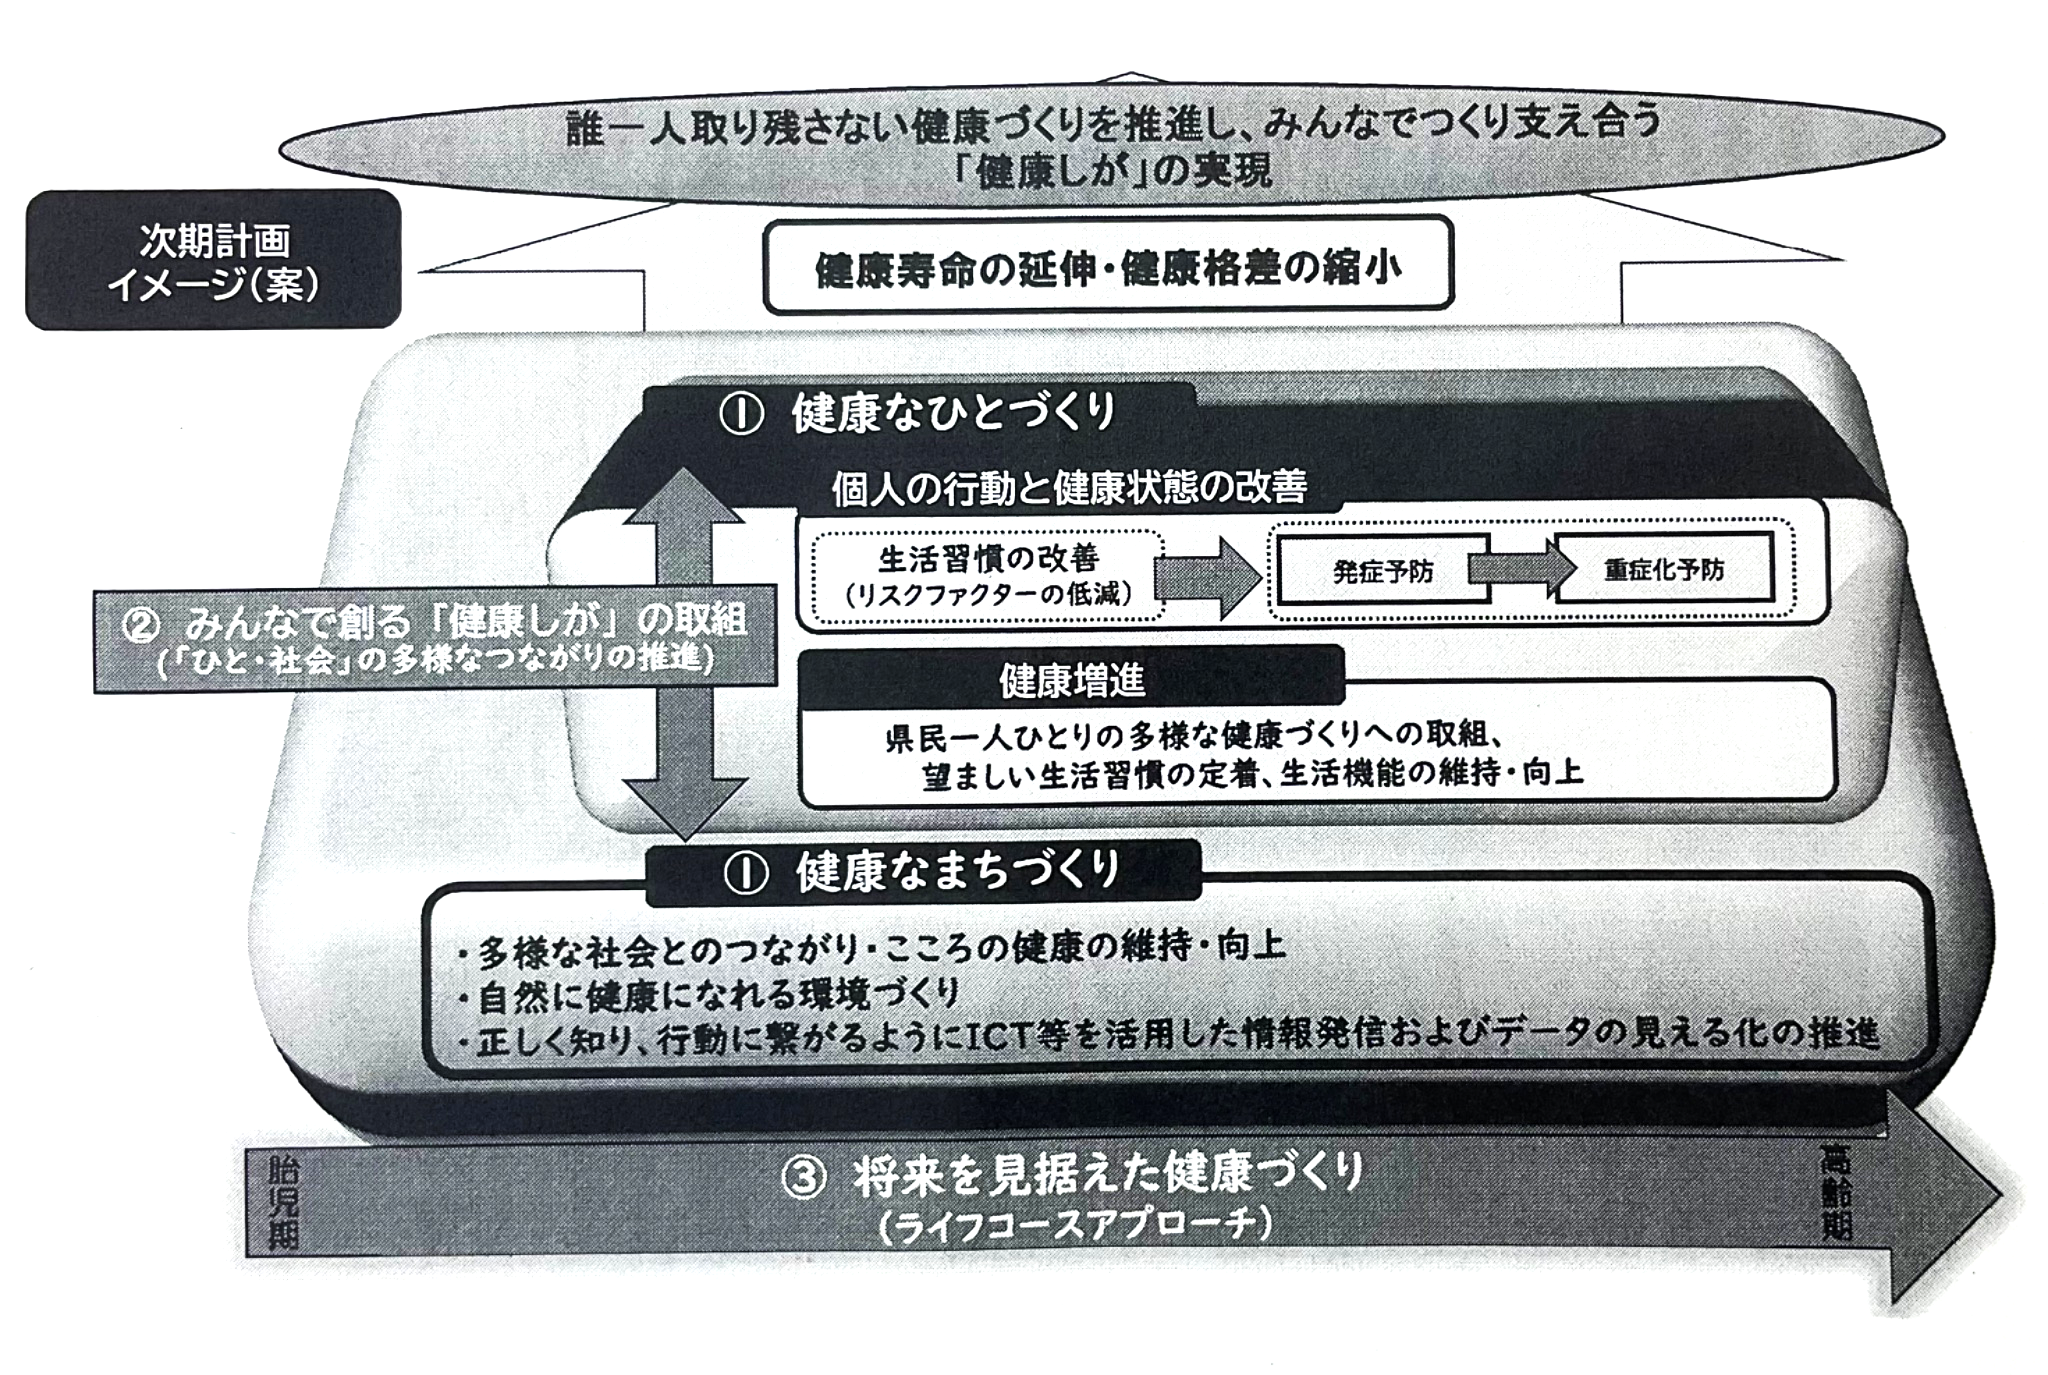 誰一人取り残さない健康づくりを推進し、みんなでつくり支え合う
「健康しが」の実現
次期計画
イメージ(案)
健康寿命の延伸・健康格差の縮小
① 健康なひとづくり
個人の行動と健康状態の改善
生活習慣の改善
(リスクファクターの低減)
発症予防
重症化予防
② みんなで創る「健康しが」の取組
(「ひと・社会」の多様なつながりの推進)
健康増進
県民一人ひとりの多様な健康づくりへの取組、
望ましい生活習慣の定着、生活機能の維持・向上
① 健康なまちづくり
・多様な社会とのつながり・こころの健康の維持・向上
・自然に健康になれる環境づくり
・正しく知り、行動に繋がるようにICT等を活用した情報発信およびデータの見える化の推進
胎児期
③ 将来を見据えた健康づくり
(ライフコースアプローチ)
高齢期